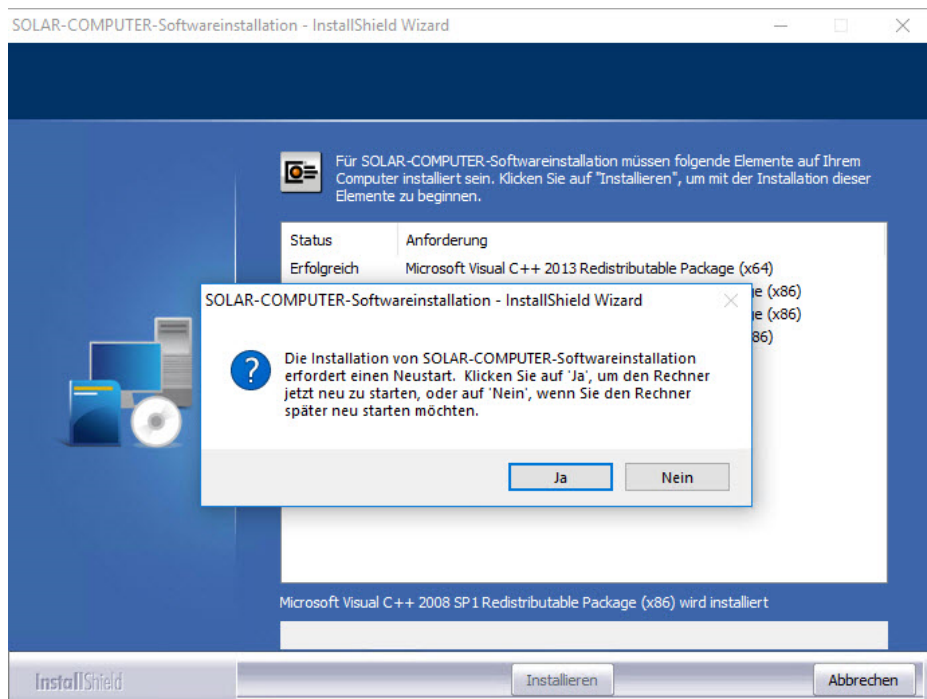 SOLAR-COMPUTER-Softwareinstallation - InstallShield Wizard
Für SOLAR-COMPUTER-Softwareinstallation müssen folgende Elemente auf Ihrem
Computer installiert sein. Klicken Sie auf "Installieren", um mit der Installation dieser
Elemente zu beginnen.
Status Anforderung
Erfolgreich Microsoft Visual C++ 2013 Redistributable Package (x64)
(x86)
(x86)
SOLAR-COMPUTER-Softwareinstallation - InstallShield Wizard
Die Installation von SOLAR-COMPUTER-Softwareinstallation
erfordert einen Neustart. Klicken Sie auf 'Ja', um den Rechner
jetzt neu zu starten, oder auf 'Nein', wenn Sie den Rechner
später neu starten möchten.
Ja Nein
Microsoft Visual C++ 2008 SP1 Redistributable Package (x86) wird installiert
InstallShield
Installieren Abbrechen